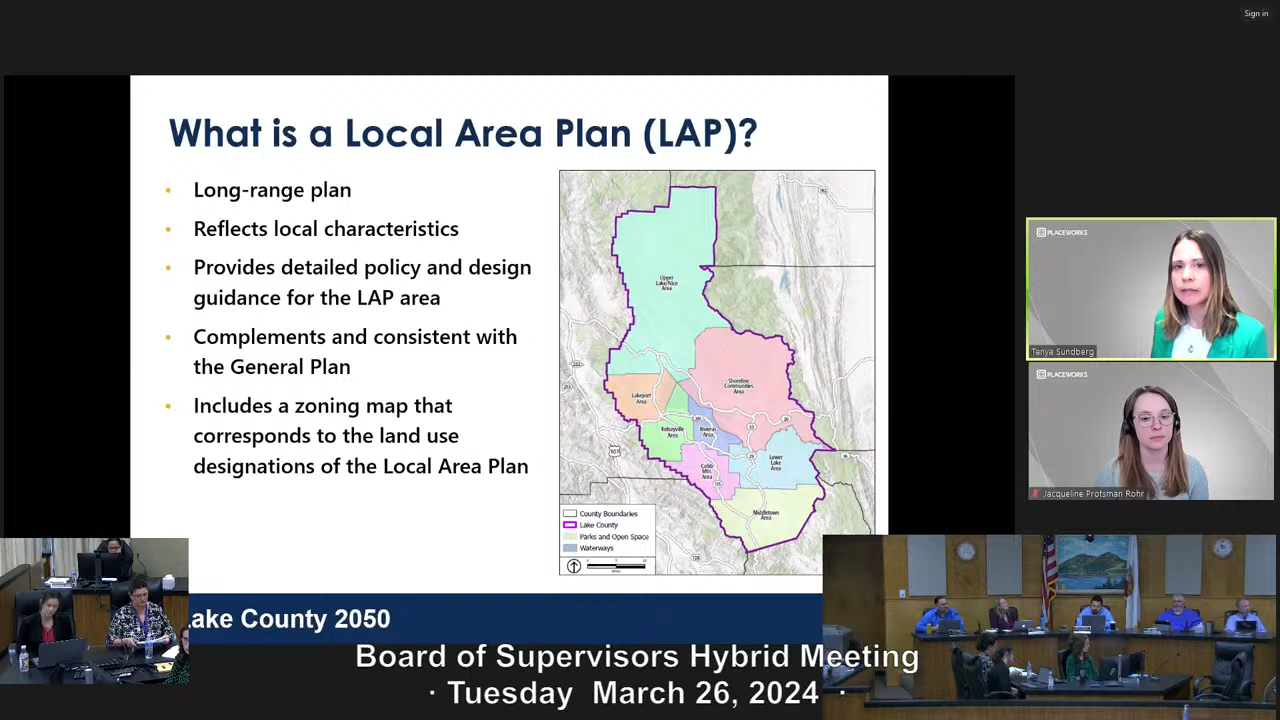 Sign in
What is a Local Area Plan (LAP)?
• Long-range plan
• Reflects local characteristics
• Provides detailed policy and design
guidance for the LAP area
• Complements and consistent with
the General Plan
• Includes a zoning map that
corresponds to the land use
designations of the Local Area Plan
Upper
Lake/Nice
Area
Shoreline
Communities
Area
Lakeport
Area
Kelseyville
Area
Rivieras
Area
Lower
Lake
Area
Cobb
Mtn.
Area
Middletown
Area
20
53
29
175
101
County Boundaries
Lake County
Parks and Open Space
Waterways
PLACEWORKS
Tanya Sundberg
PLACEWORKS
Jacqueline Protsman Rohr
ake County 2050
Board of Supervisors Hybrid Meeting
· Tuesday March 26, 2024 ·